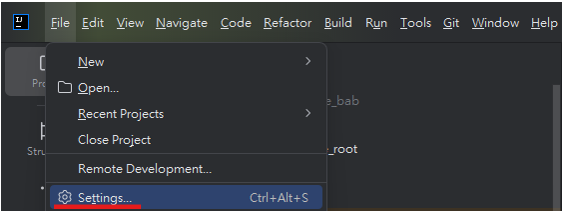 IJ File Edit View Navigate Code Refactor Build Run Tools Git Window Help
New
Open...
Recent Projects
Close Project
Remote Development...
Settings... Ctrl+Alt+S
Pro
Stru
_bab
_root